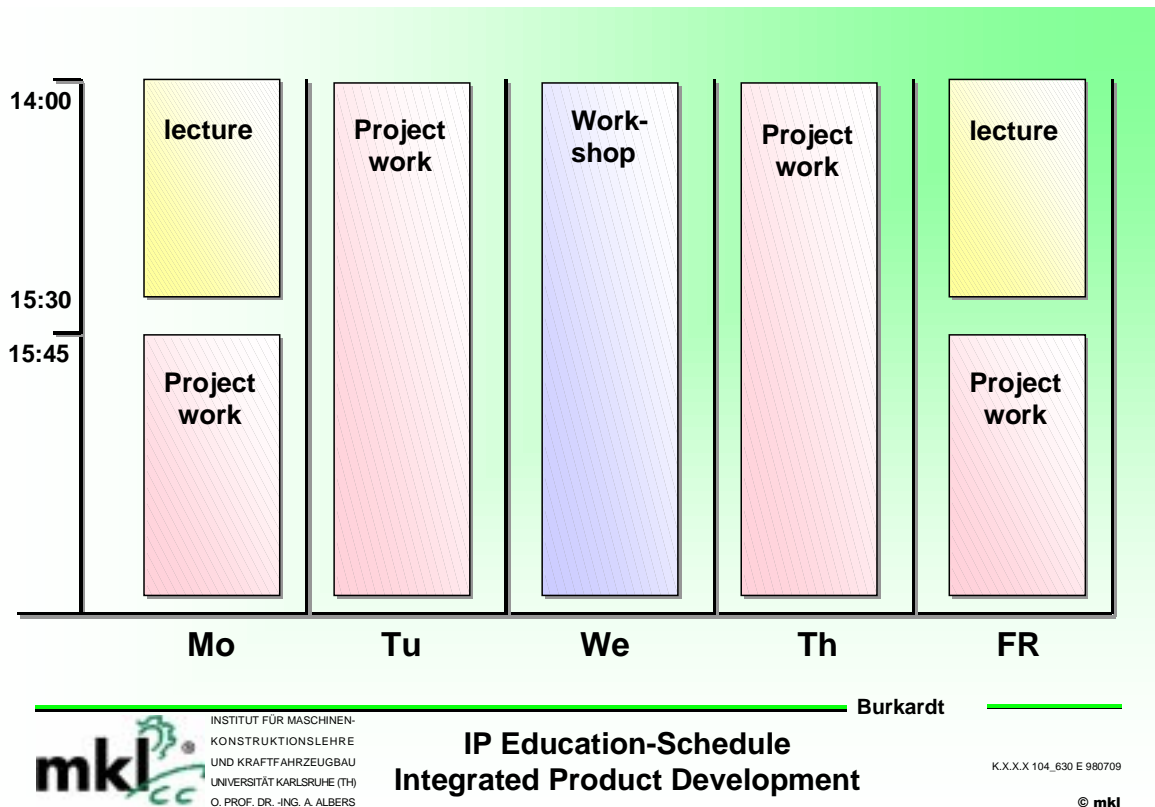 14:00
15:30
15:45
lecture
Project
work
Project
work
Work-
shop
Project
work
lecture
Project
work
Mo
Tu
We
Th
FR
Burkardt
mkl
®
cc
INSTITUT FÜR MASCHINEN-
KONSTRUKTIONSLEHRE
UND KRAFTFAHRZEUGBAU
UNIVERSITÄT KARLSRUHE (TH)
O. PROF. DR. -ING. A. ALBERS
IP Education-Schedule
Integrated Product Development
K.X.X.X 104_630 E 980709
© mkl